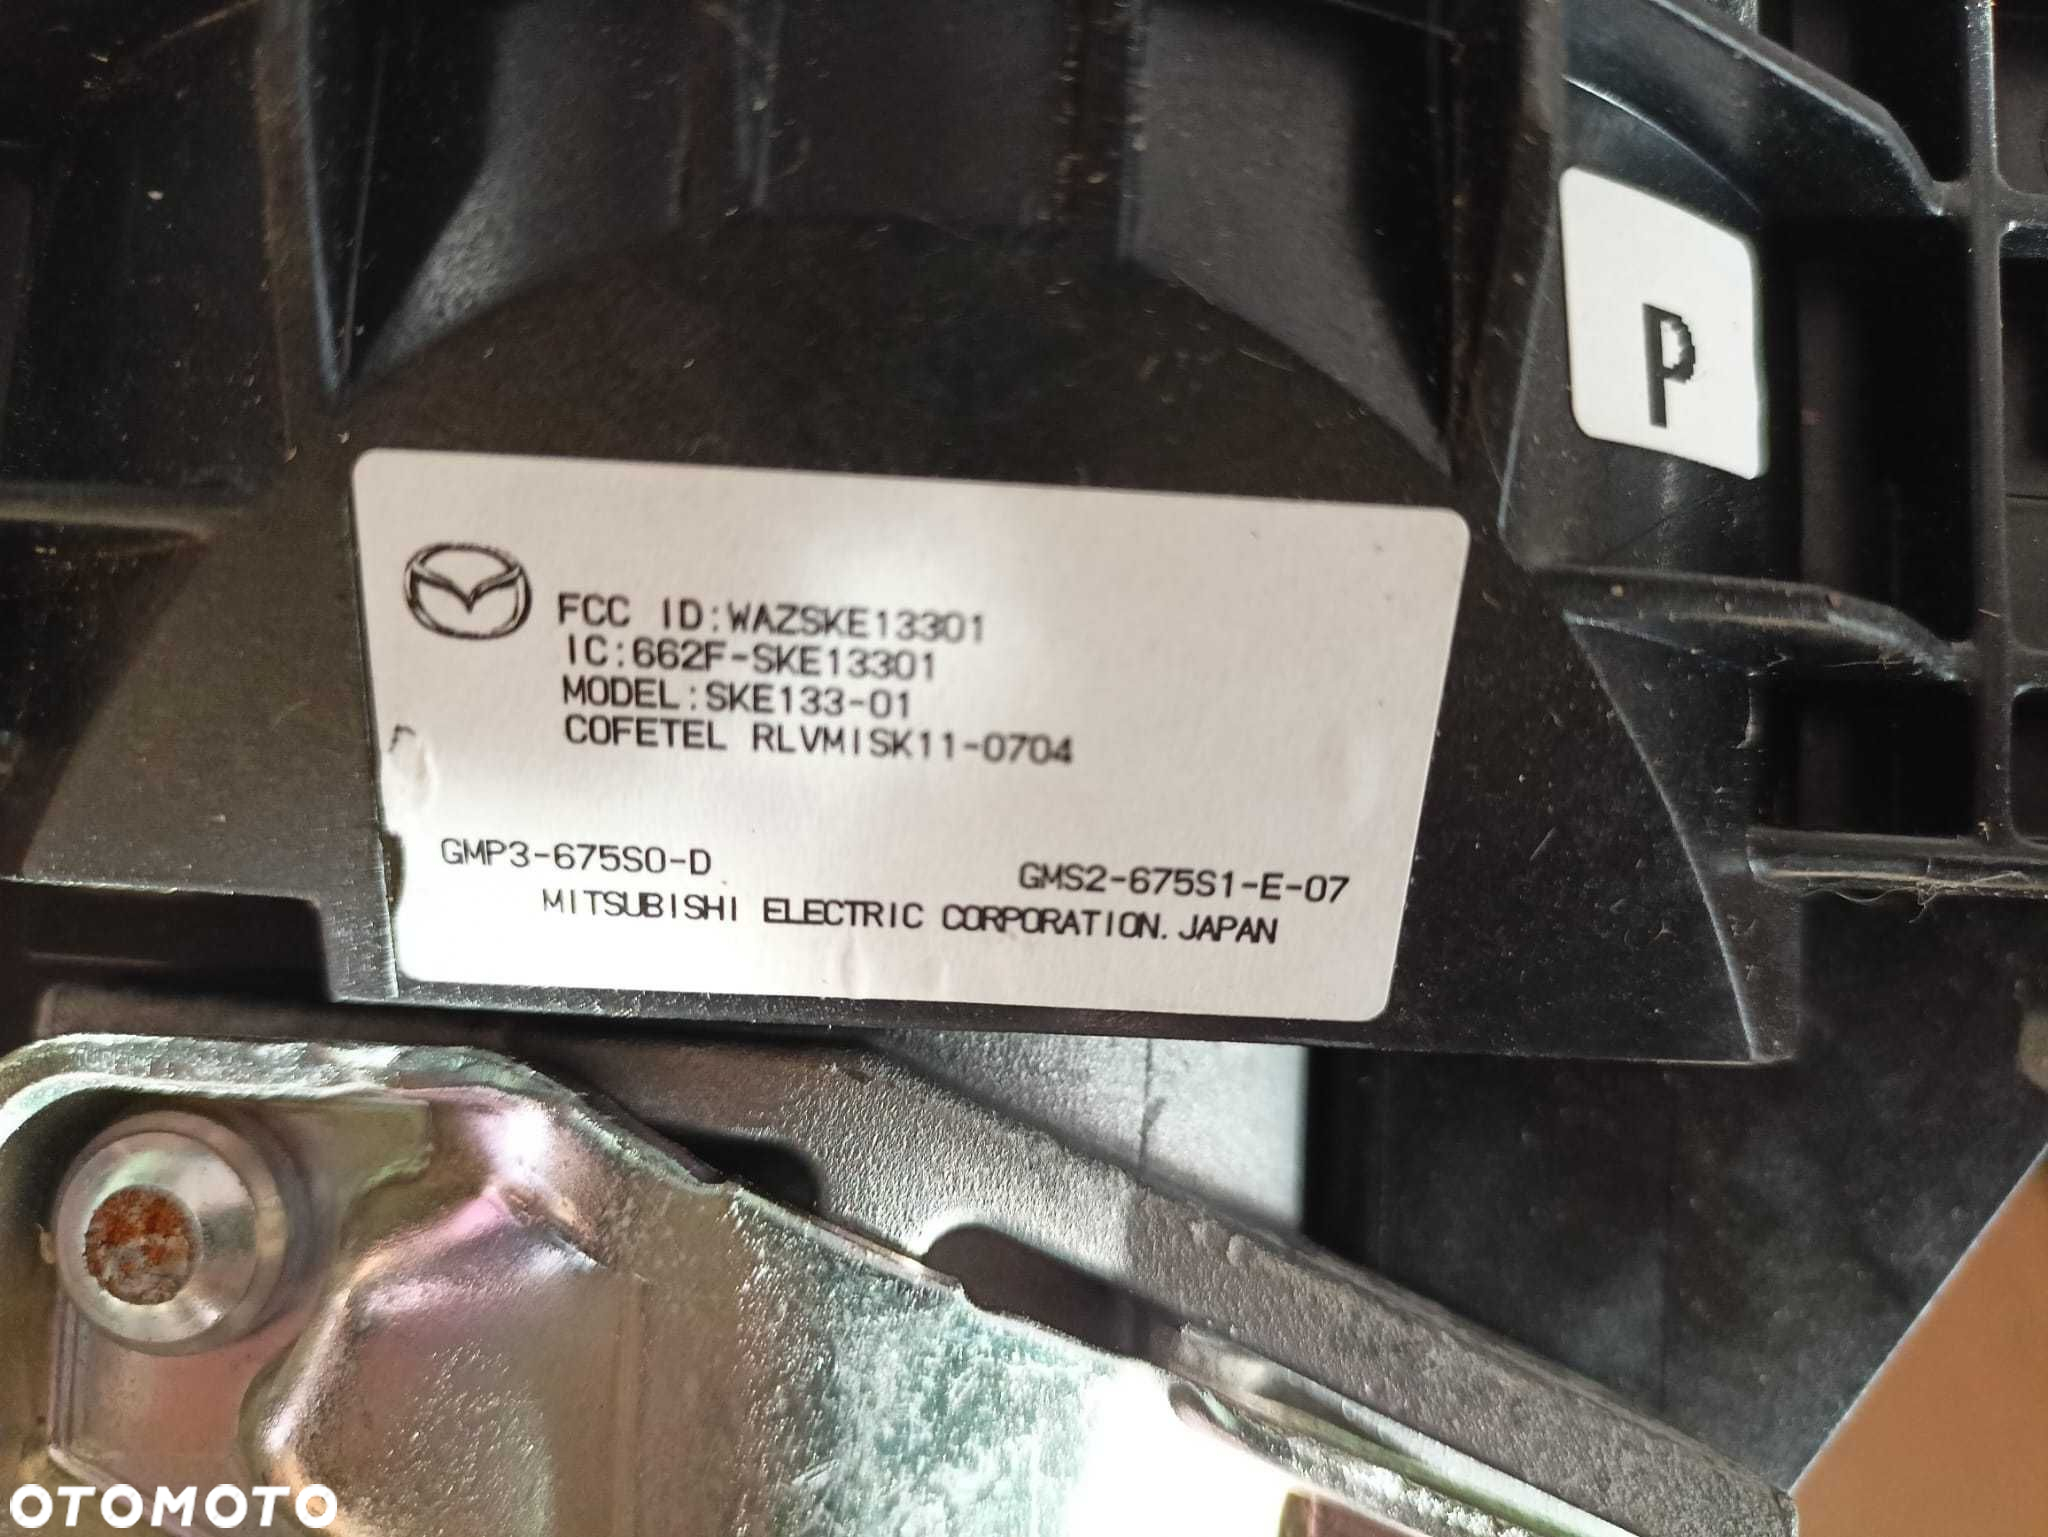 P
FCC ID:WAZSKE13301
IC:662F-SKE13301
MODEL:SKE133-01
COFETEL RLVMISK11-0704
GMP3-675S0-D
GMS2-675S1-E-07
MITSUBISHI ELECTRIC CORPORATION.JAPAN
OTOMOTO